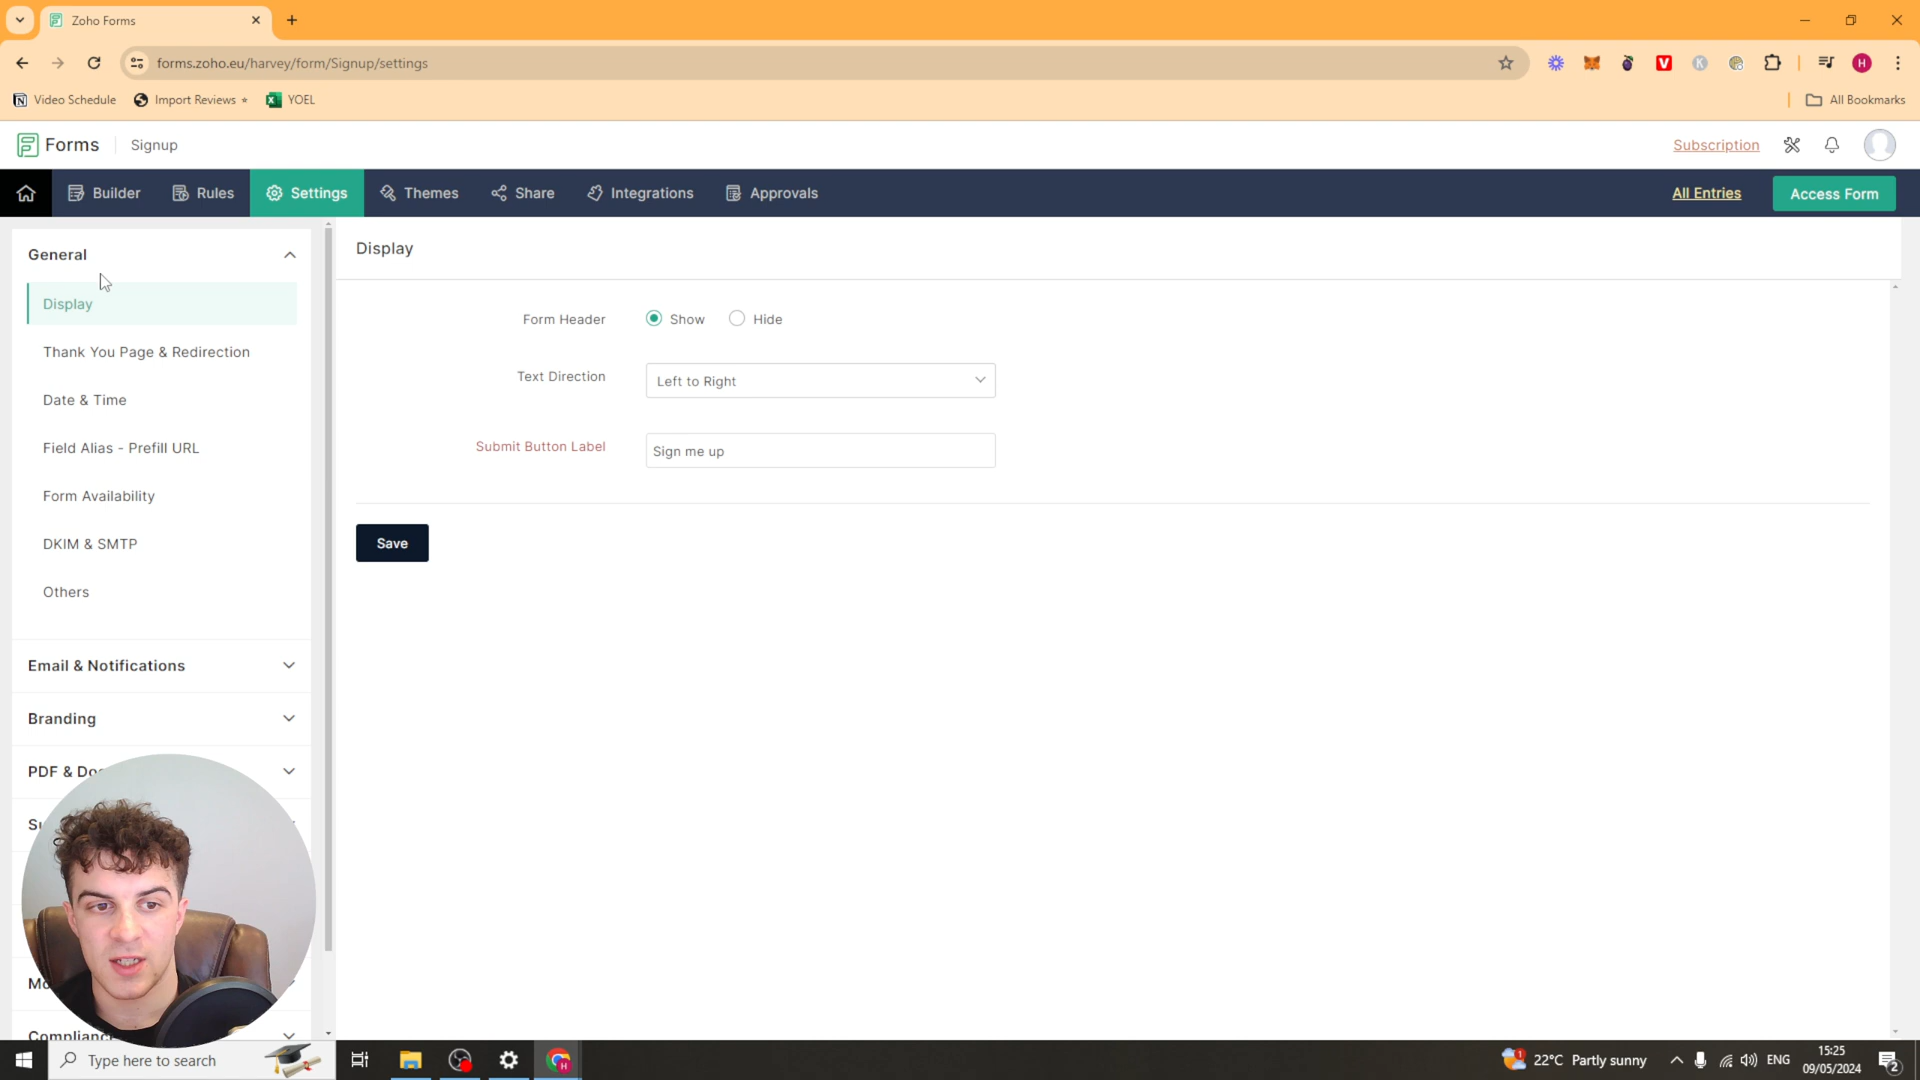 Zoho Forms
forms.zoho.eu/harvey/form/Signup/settings
Video Schedule
Import Reviews
YOEL
All Bookmarks
Forms
Signup
Subscription
Builder
Rules
Settings
Themes
Share
Integrations
Approvals
All Entries
Access Form
General
Display
Thank You Page & Redirection
Date & Time
Field Alias - Prefill URL
Form Availability
DKIM & SMTP
Others
Email & Notifications
Branding
PDF & Do
Display
Form Header
Show
Hide
Text Direction
Left to Right
Submit Button Label
Sign me up
Save
Type here to search
22°C Partly sunny
ENG
15:25
09/05/2024
2